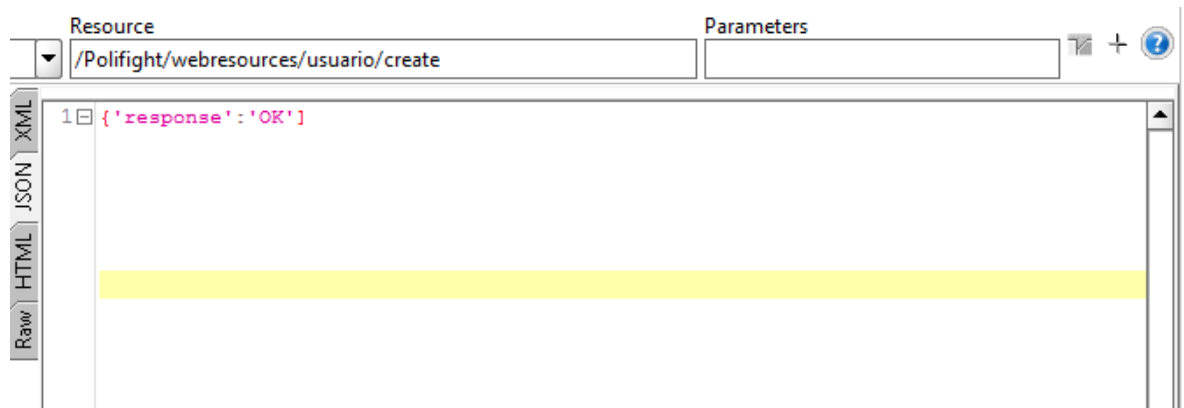 Resource
Parameters
/Polifight/webresources/usuario/create
XML
JSON
HTML
Raw
1 {'response':'OK']